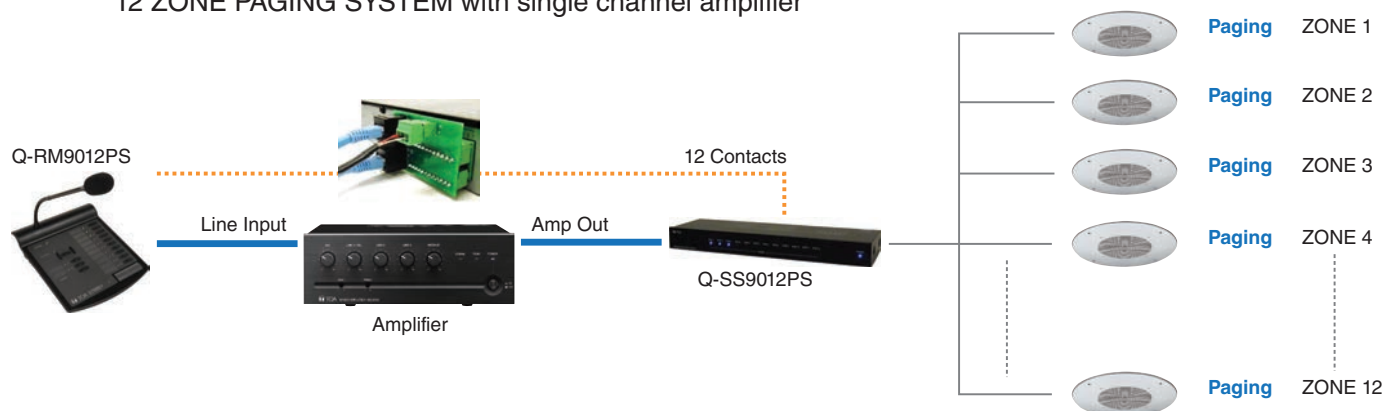 12 ZONE PAGING SYSTEM with single channel amplifier
Paging ZONE 1
Paging ZONE 2
Q-RM9012PS
12 Contacts
Paging ZONE 3
Line Input
Amp Out
Paging ZONE 4
Q-SS9012PS
TOA
Amplifier
Paging ZONE 12